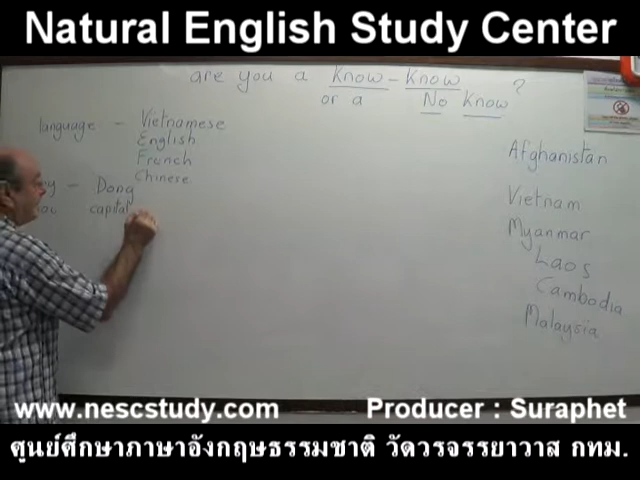 Natural English Study Center
are you a Know - Know ?
or a No Know
language - Vietnamese
English
French
Chinese
- Dong
capital
Afghanistan
Vietnam
Myanmar
Laos
Cambodia
Malaysia
www.nescstudy.com
Producer : Suraphet
ศูนย์ศึกษาภาษาอังกฤษธรรมชาติ วัดวรจรรยาวาส กทม.